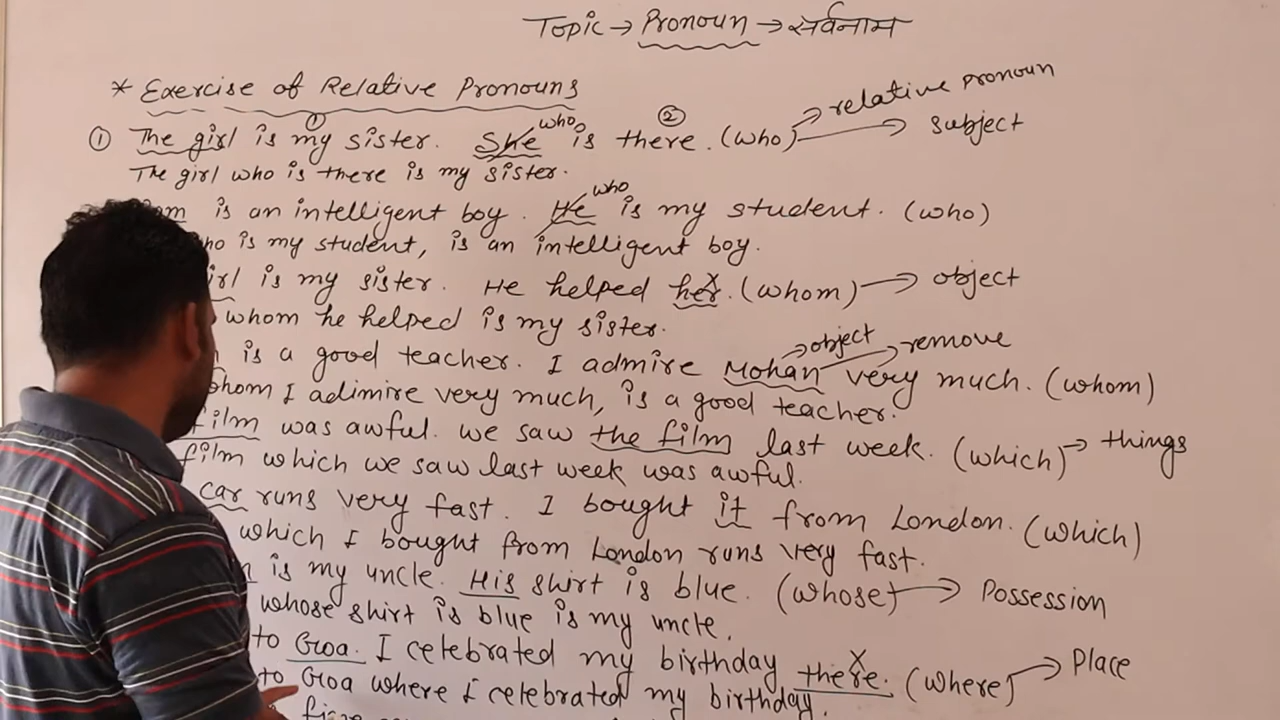 Topic → Pronoun → सर्वनाम
* Exercise of Relative Pronouns
① The girl is my sister. She is there. (who) → relative pronoun → subject
① who ②
The girl who is there is my sister.
is an intelligent boy. He is my student. (who)
who
is my student, is an intelligent boy.
is my sister. He helped her. (whom) → object
whom he helped is my sister.
is a good teacher. I admire Mohan very much. (whom)
→ object → remove
whom I adimire very much, is a good teacher.
film was awful. we saw the film last week. (which) → things
film which we saw last week was awful.
car runs very fast. I bought it from London. (which)
which I bought from London runs very fast.
is my uncle. His shirt is blue. (whose) → Possession
whose shirt is blue is my uncle.
to Goa. I celebrated my birthday there. (where) → Place
to Goa where I celebrated my birthday.